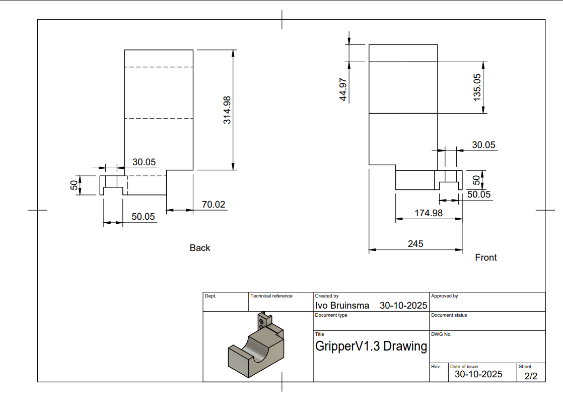 314.98
30.05
50
50.05
70.02
Back
44.97
135.05
30.05
50
50.05
174.98
245
Front
Dept.
Technical reference
Created by
Approved by
Ivo Bruinsma 30-10-2025
Document type
Document status
Title
DWG No.
GripperV1.3 Drawing
Rev.
Date of issue
Sheet
30-10-2025
2/2